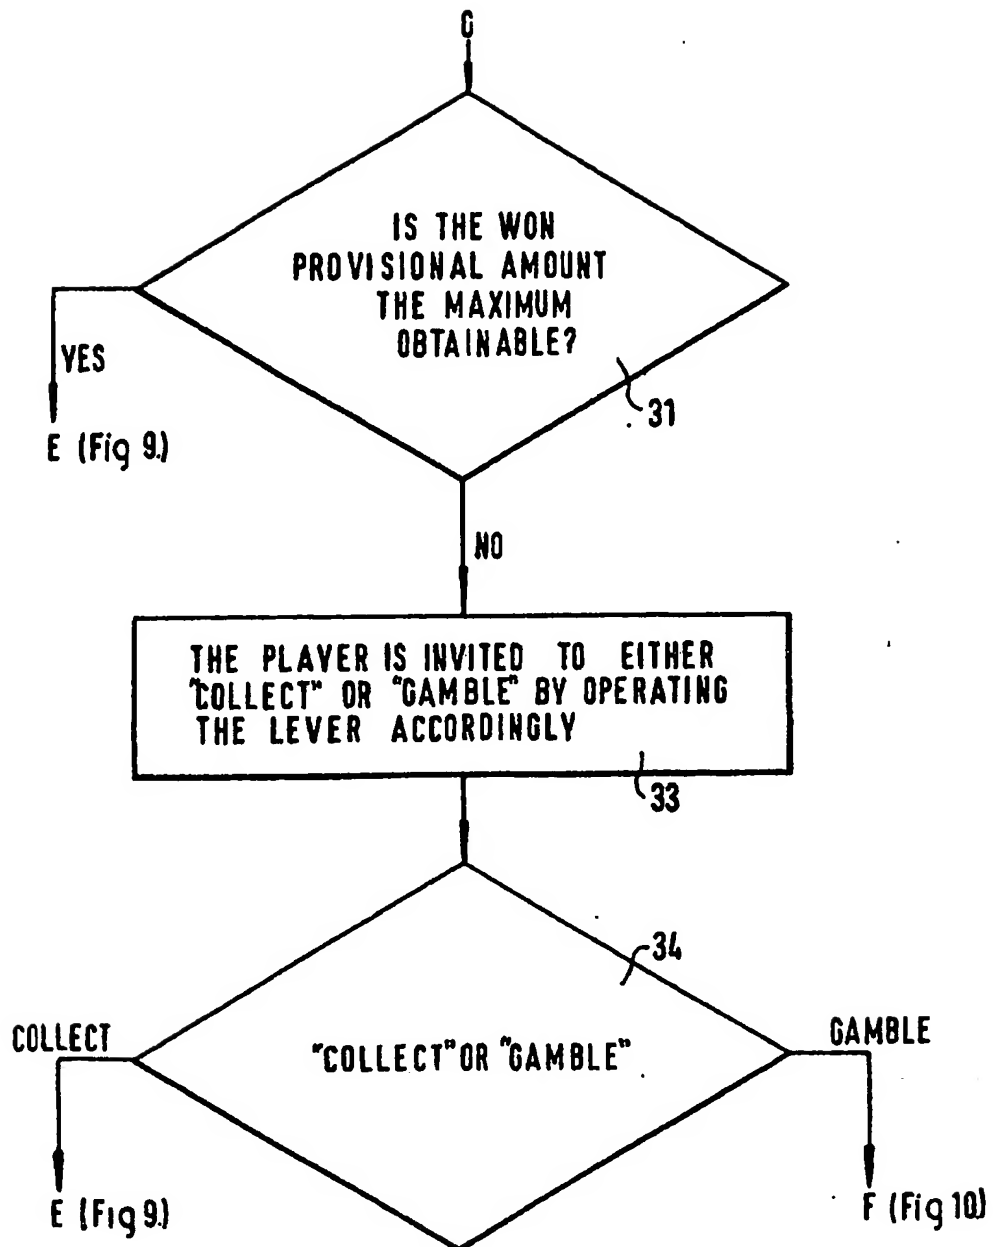 IS THE WON
PROVISIONAL AMOUNT
THE MAXIMUM
OBTAINABLE?
31
YES
E (Fig 9.)
NO
THE PLAYER IS INVITED TO EITHER
"COLLECT" OR "GAMBLE" BY OPERATING
THE LEVER ACCORDINGLY
33
34
COLLECT
"COLLECT" OR "GAMBLE"
GAMBLE
E (Fig 9.)
F (Fig 10)